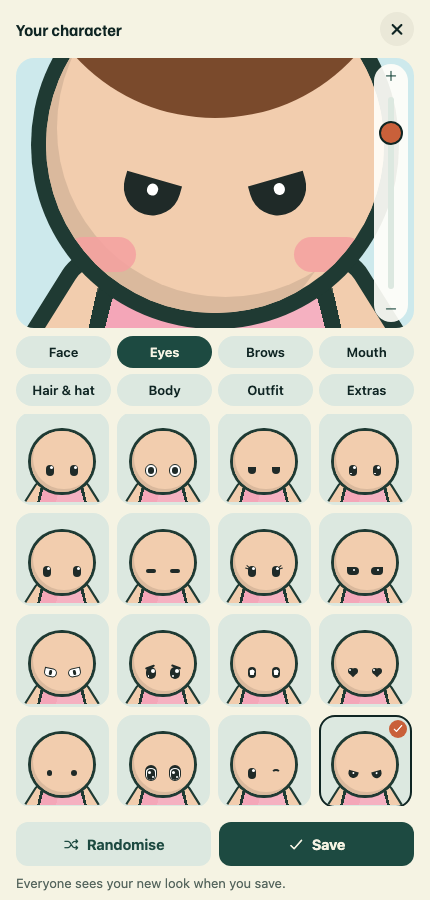 Your character
Face
Eyes
Brows
Mouth
Hair & hat
Body
Outfit
Extras
Randomise
Save
Everyone sees your new look when you save.